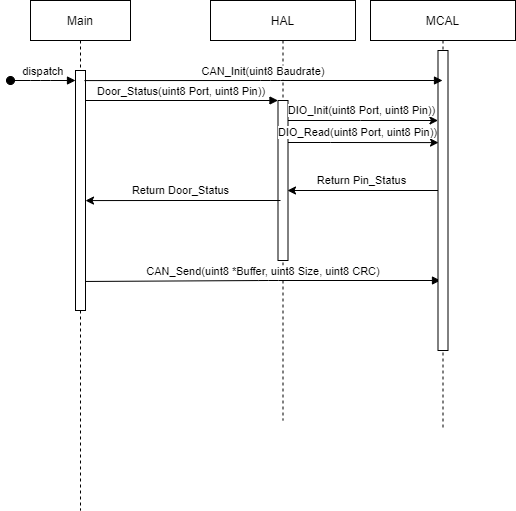 Main
HAL
MCAL
dispatch
CAN_Init(uint8 Baudrate)
Door_Status(uint8 Port, uint8 Pin))
DIO_Init(uint8 Port, uint8 Pin))
DIO_Read(uint8 Port, uint8 Pin))
Return Pin_Status
Return Door_Status
CAN_Send(uint8 *Buffer, uint8 Size, uint8 CRC)